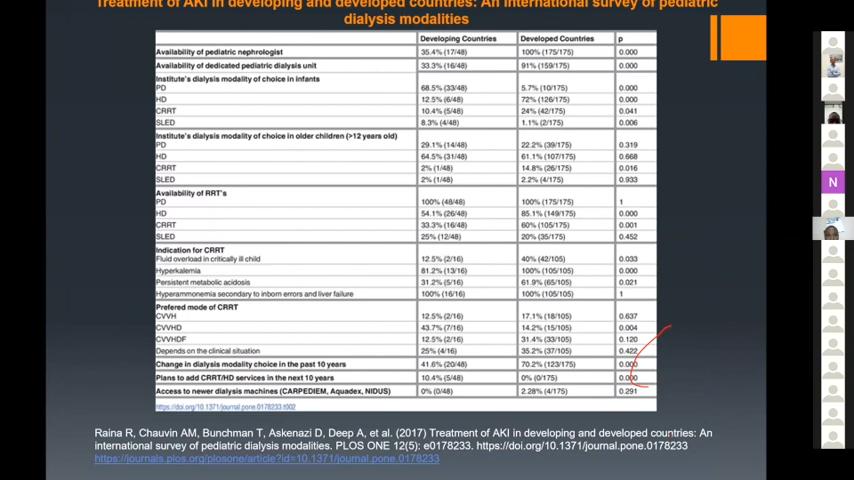 Treatment of AKI in developing and developed countries: An international survey of pediatric
dialysis modalities
Developing Countries Developed Countries p
Availability of pediatric nephrologist 35.4% (17/48) 100% (175/175) 0.000
Availability of dedicated pediatric dialysis unit 33.3% (16/48) 91% (159/175) 0.000
Institute's dialysis modality of choice in infants
PD 68.5% (33/48) 5.7% (10/175) 0.000
HD 12.5% (6/48) 72% (126/175) 0.000
CRRT 10.4% (5/48) 24% (42/175) 0.041
SLED 8.3% (4/48) 1.1% (2/175) 0.006
Institute's dialysis modality of choice in older children (>12 years old)
PD 29.1% (14/48) 22.2% (39/175) 0.319
HD 64.5% (31/48) 61.1% (107/175) 0.668
CRRT 2% (1/48) 14.8% (26/175) 0.016
SLED 2% (1/48) 2.2% (4/175) 0.933
Availability of RRT's
PD 100% (48/48) 100% (175/175) 1
HD 54.1% (26/48) 85.1% (149/175) 0.000
CRRT 33.3% (16/48) 60% (105/175) 0.001
SLED 25% (12/48) 20% (35/175) 0.452
Indication for CRRT
Fluid overload in critically ill child 12.5% (2/16) 40% (42/105) 0.033
Hyperkalemia 81.2% (13/16) 100% (105/105) 0.000
Persistent metabolic acidosis 31.2% (5/16) 61.9% (65/105) 0.021
Hyperammonemia secondary to inborn errors and liver failure 100% (16/16) 100% (105/105) 1
Prefered mode of CRRT
CVVH 12.5% (2/16) 17.1% (18/105) 0.637
CVVHD 43.7% (7/16) 14.2% (15/105) 0.004
CVVHDF 12.5% (2/16) 31.4% (33/105) 0.120
Depends on the clinical situation 25% (4/16) 35.2% (37/105) 0.422
Change in dialysis modality choice in the past 10 years 41.6% (20/48) 70.2% (123/175) 0.000
Plans to add CRRT/HD services in the next 10 years 10.4% (5/48) 0% (0/175) 0.000
Access to newer dialysis machines (CARPEDIEM, Aquadex, NIDUS) 0% (0/48) 2.28% (4/175) 0.291
https://doi.org/10.1371/journal.pone.0178233.t002
Raina R, Chauvin AM, Bunchman T, Askenazi D, Deep A, et al. (2017) Treatment of AKI in developing and developed countries: An
international survey of pediatric dialysis modalities. PLOS ONE 12(5): e0178233. https://doi.org/10.1371/journal.pone.0178233
https://journals.plos.org/plosone/article?id=10.1371/journal.pone.0178233
N